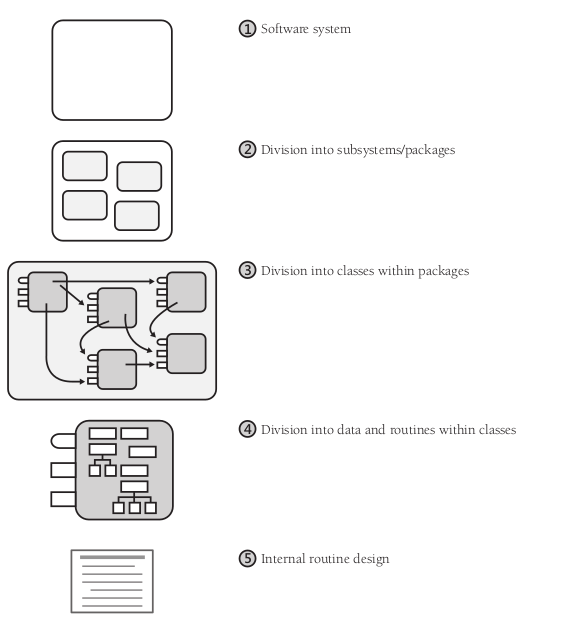 1 Software system
2 Division into subsystems/packages
3 Division into classes within packages
4 Division into data and routines within classes
5 Internal routine design